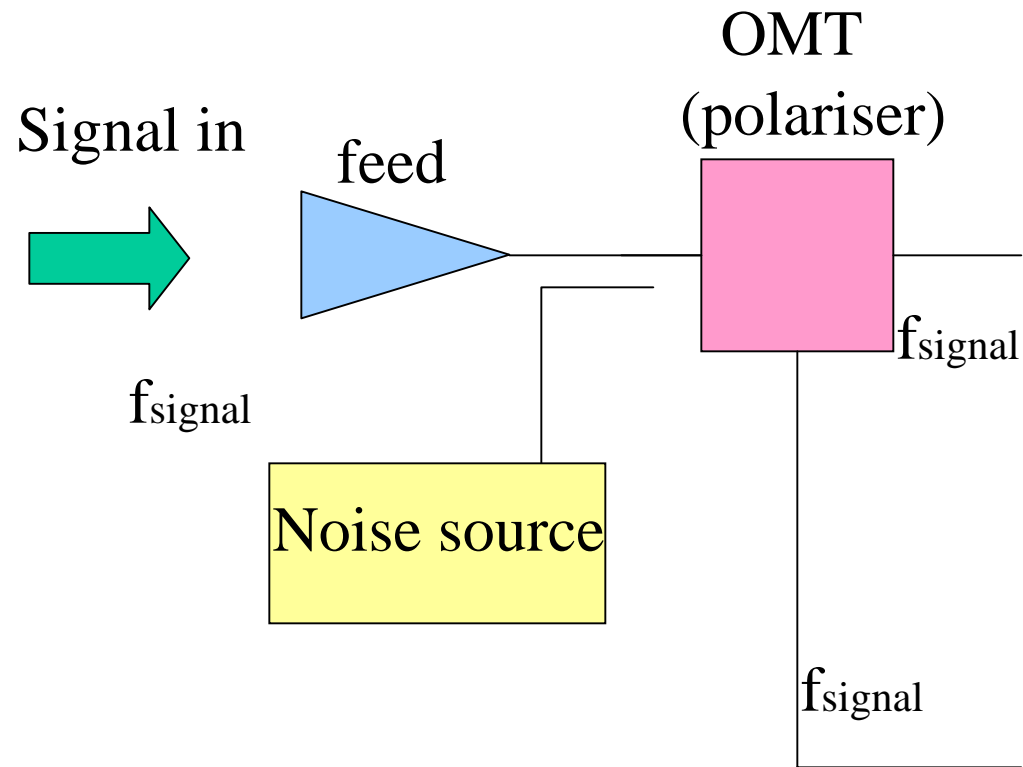 OMT
(polariser)
Signal in
feed
fsignal
fsignal
Noise source
fsignal